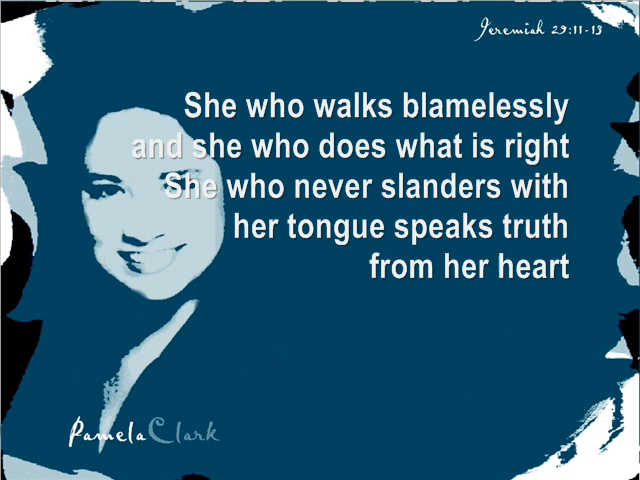 Jeremiah 29:11-13
She who walks blamelessly
and she who does what is right
She who never slanders with
her tongue speaks truth
from her heart
PamelaClark